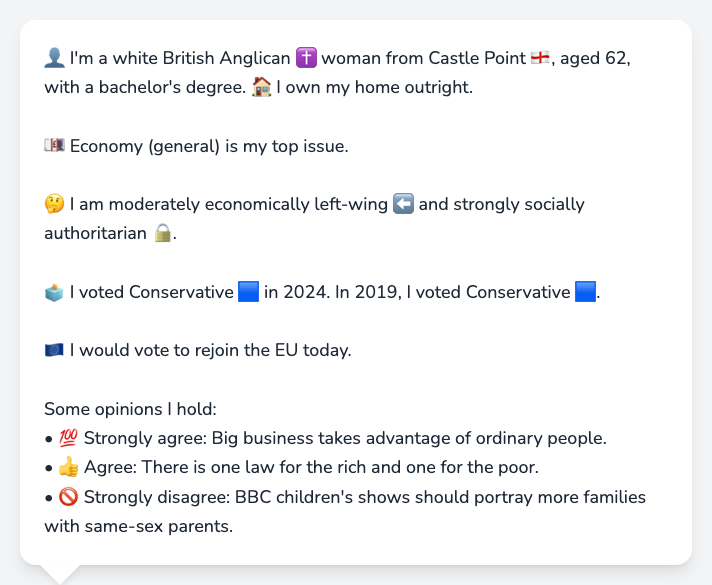 👤 I'm a white British Anglican ✝️ woman from Castle Point 🏴󠁧󠁢󠁥󠁮󠁧󠁿, aged 62,
with a bachelor's degree. 🏠 I own my home outright.
💷 Economy (general) is my top issue.
🤔 I am moderately economically left-wing ⬅️ and strongly socially
authoritarian 🔒.
🗳️ I voted Conservative 🟦 in 2024. In 2019, I voted Conservative 🟦.
🇪🇺 I would vote to rejoin the EU today.
Some opinions I hold:
• 💯 Strongly agree: Big business takes advantage of ordinary people.
• 👍 Agree: There is one law for the rich and one for the poor.
• 🚫 Strongly disagree: BBC children's shows should portray more families
with same-sex parents.